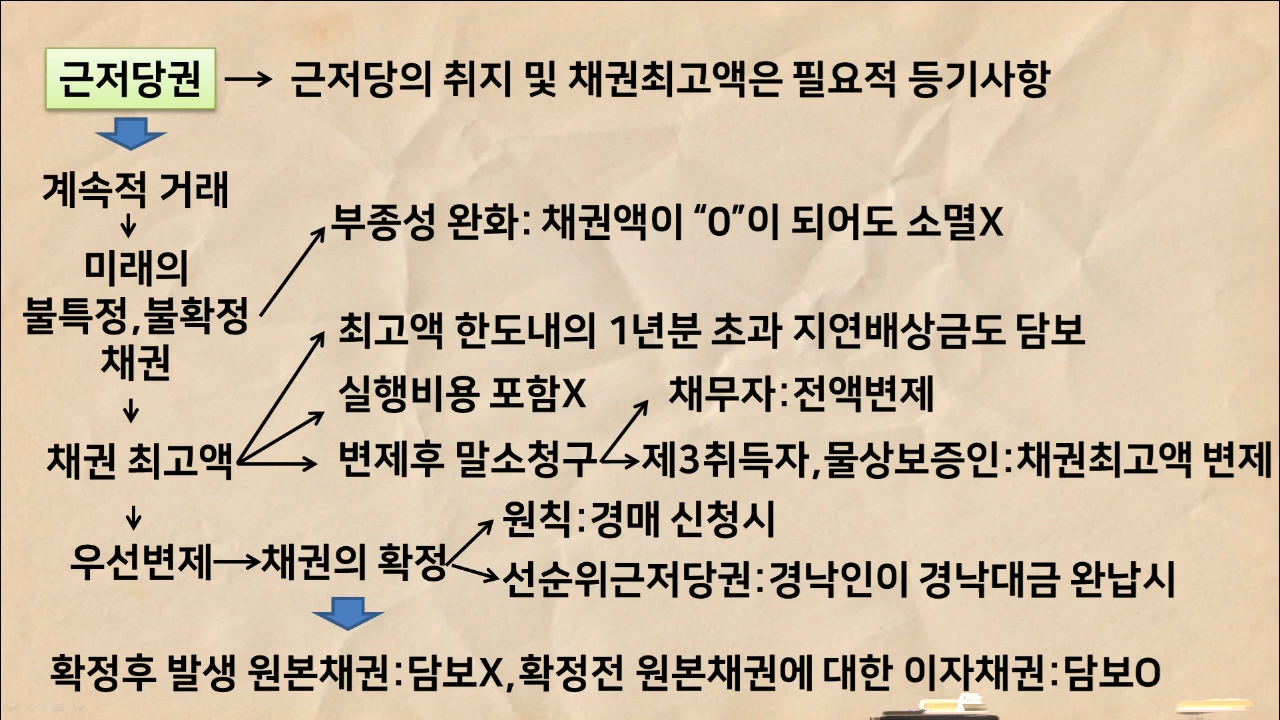 근저당권 → 근저당의 취지 및 채권최고액은 필요적 등기사항
계속적 거래
부종성 완화: 채권액이 “0”이 되어도 소멸X
미래의
불특정,불확정
채권
최고액 한도내의 1년분 초과 지연배상금도 담보
실행비용 포함X
채무자:전액변제
채권 최고액
변제후 말소청구
제3취득자,물상보증인:채권최고액 변제
원칙:경매 신청시
우선변제→채권의 확정
선순위근저당권:경낙인이 경낙대금 완납시
확정후 발생 원본채권:담보X,확정전 원본채권에 대한 이자채권:담보O